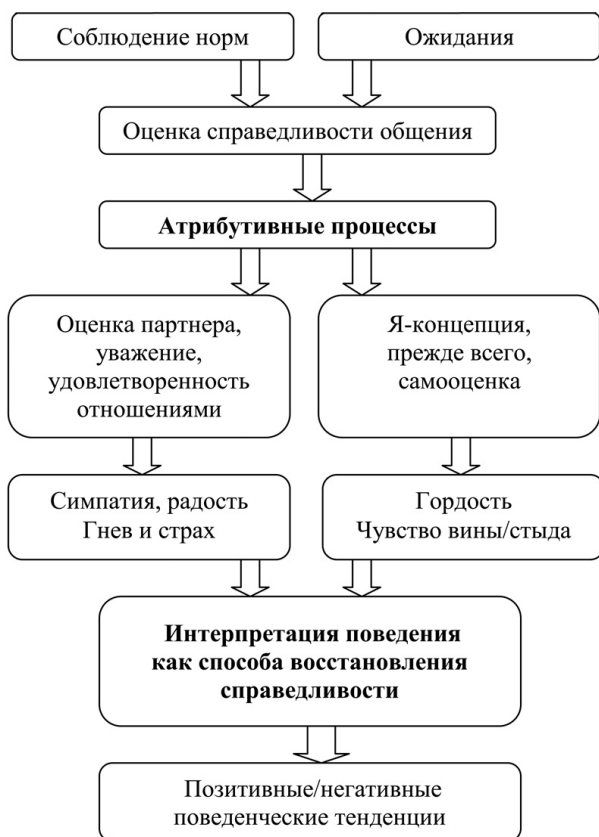 Соблюдение норм
Ожидания
Оценка справедливости общения
Атрибутивные процессы
Оценка партнера,
уважение,
удовлетворенность
отношениями
Я-концепция,
прежде всего,
самооценка
Симпатия, радость
Гнев и страх
Гордость
Чувство вины/стыда
Интерпретация поведения
как способа восстановления
справедливости
Позитивные/негативные
поведенческие тенденции